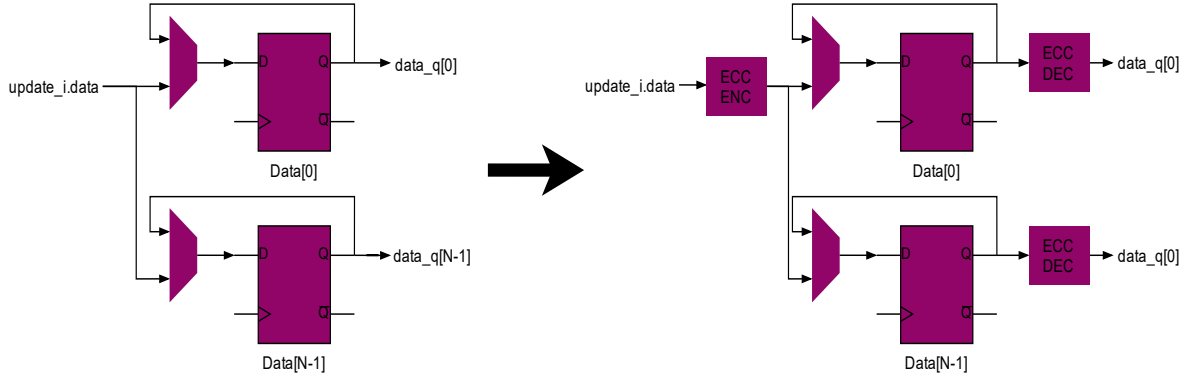 D
Q
data_q[0]
update_i.data
Q
Data[0]
D
Q
data_q[N-1]
Q
Data[N-1]
D
Q
ECC
DEC
data_q[0]
update_i.data
ECC
ENC
Q
Data[0]
D
Q
ECC
DEC
data_q[0]
Q
Data[N-1]